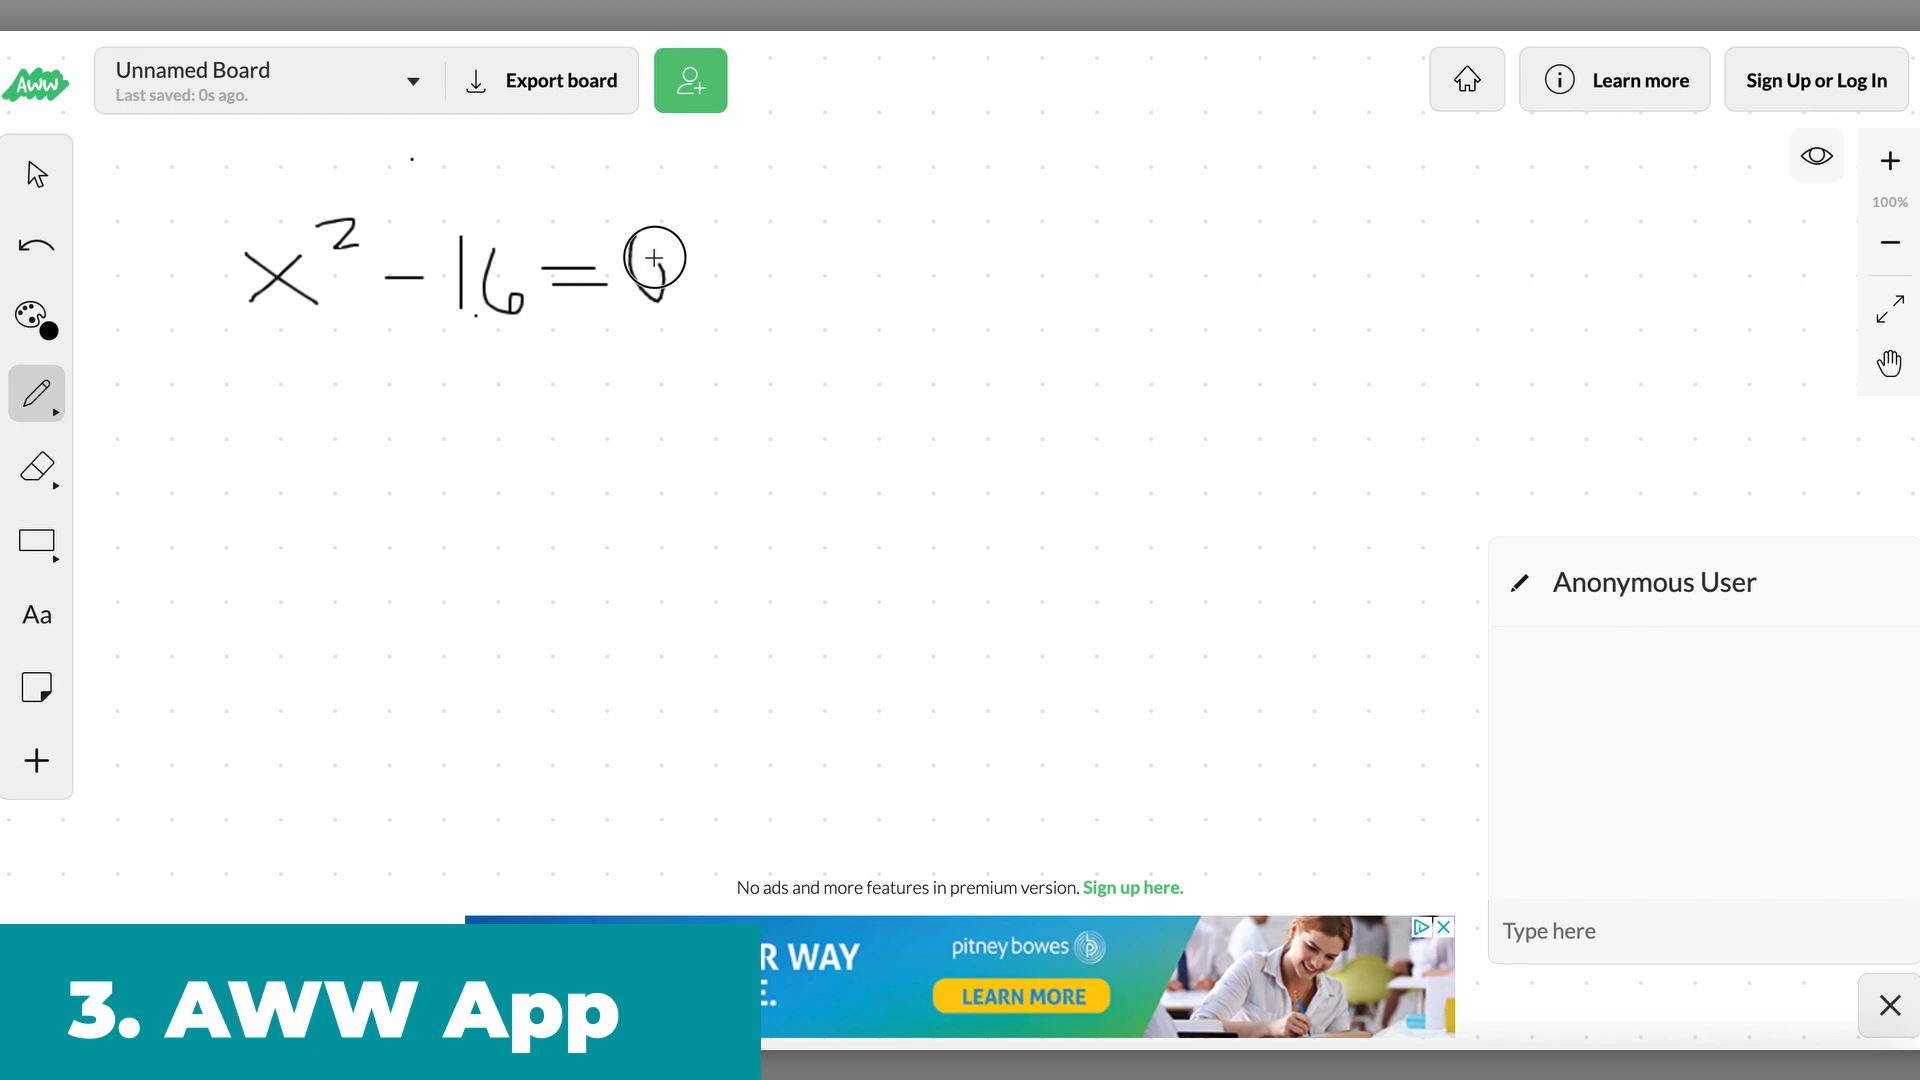 AWW
Unnamed Board
Last saved: 0s ago.
Export board
Learn more
Sign Up or Log In
100%
x² - 16 = 0
Aa
Anonymous User
No ads and more features in premium version. Sign up here.
R WAY
E.
pitney bowes
LEARN MORE
Type here
3. AWW App